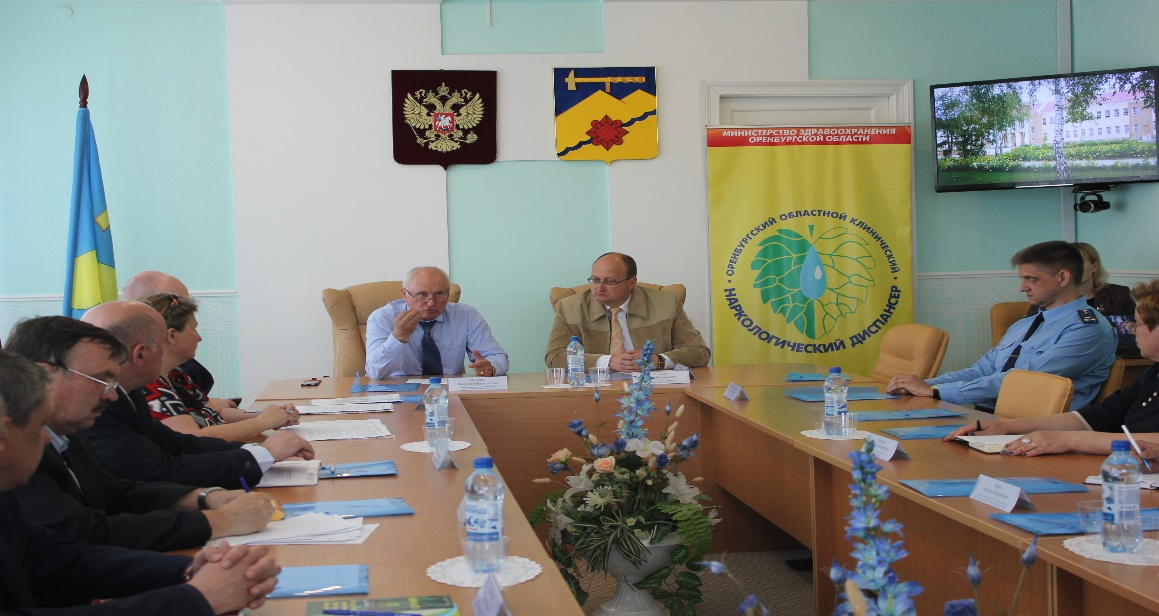 МИНИСТЕРСТВО ЗДРАВООХРАНЕНИЯ
ОРЕНБУРГСКОЙ ОБЛАСТИ
ОРЕНБУРГСКИЙ ОБЛАСТНОЙ КЛИНИЧЕСКИЙ
НАРКОЛОГИЧЕСКИЙ ДИСПАНСЕР